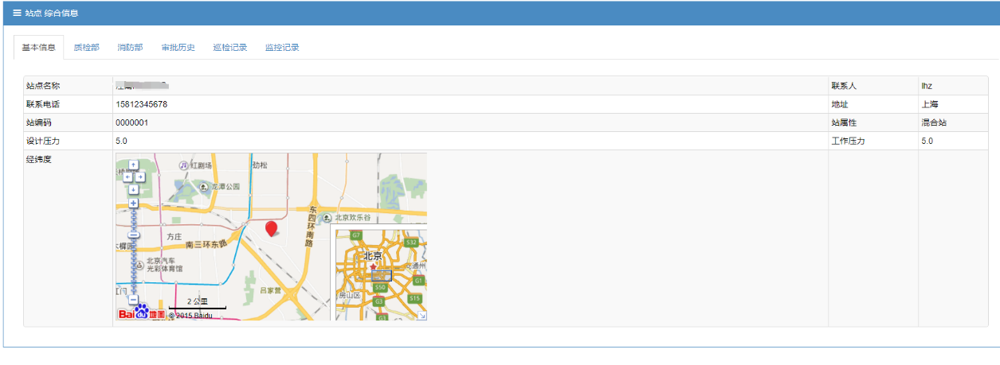 站点 综合信息
基本信息 质检部 消防部 审批历史 巡检记录 监控记录
站点名称 联系人 lhz
联系电话 15812345678 地址 上海
站编码 0000001 站属性 混合站
设计压力 5.0 工作压力 5.0
经纬度
红剧场 劲松
龙潭公园
东四环南路
北京欢乐谷
方庄
南三环东路
北京汽车
光彩体育馆
吕家营
2 公里
Bai du 地图
© 2015 Baidu
G7
S32
北京
通州
G1
S50
房山区
G3
S15
G1